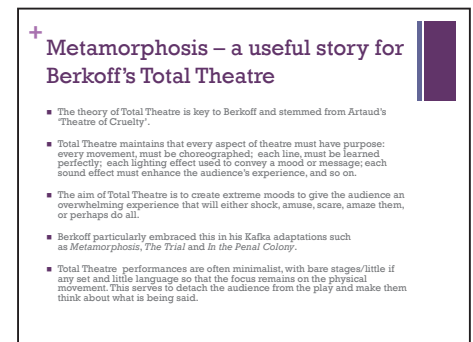 +
Metamorphosis – a useful story for
Berkoff's Total Theatre
■ The theory of Total Theatre is key to Berkoff and stemmed from Artaud's
'Theatre of Cruelty'.
■ Total Theatre maintains that every aspect of theatre must have purpose:
every movement, must be choreographed; each line, must be learned
perfectly; each lighting effect used to convey a mood or message; each
sound effect must enhance the audience's experience, and so on.
■ The aim of Total Theatre is to create extreme moods to give the audience an
overwhelming experience that will either shock, amuse, scare, amaze them,
or perhaps do all.
■ Berkoff particularly embraced this in his Kafka adaptations such
as Metamorphosis, The Trial and In the Penal Colony.
■ Total Theatre performances are often minimalist, with bare stages/little if
any set and little language so that the focus remains on the physical
movement. This serves to detach the audience from the play and make them
think about what is being said.